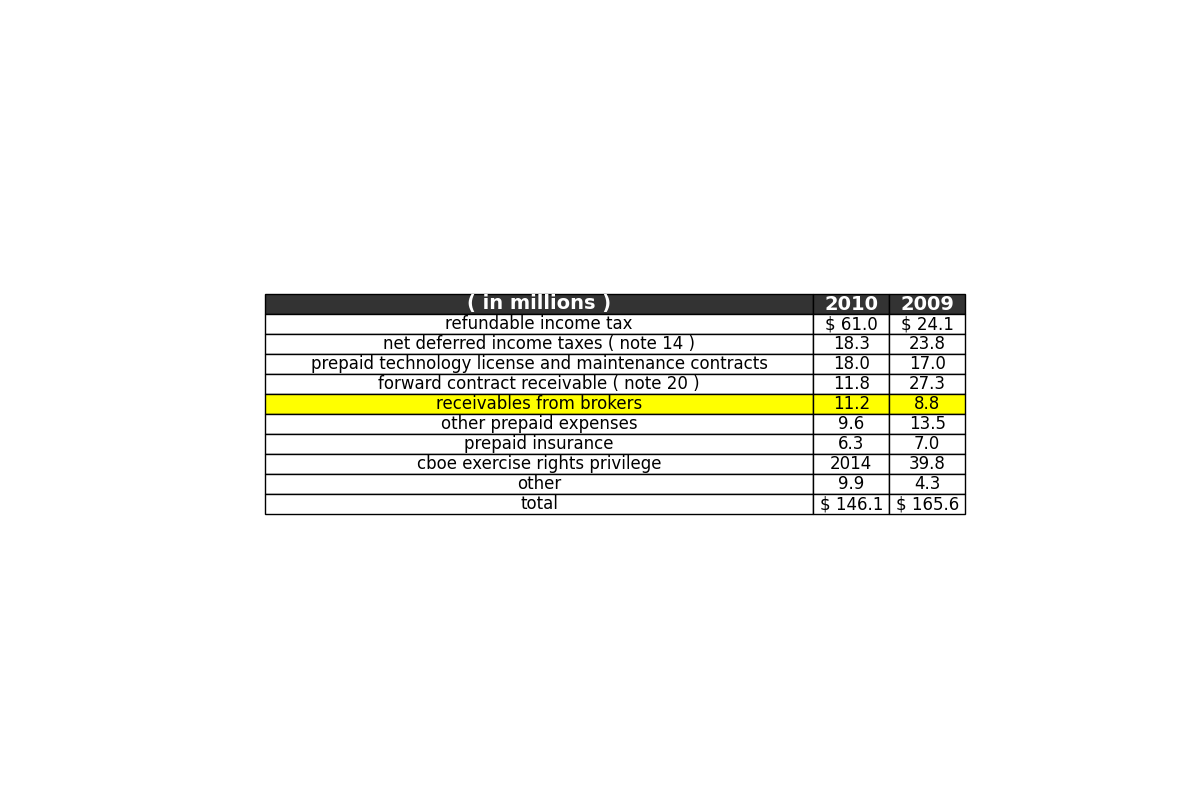 ( in millions ) 2010 2009
refundable income tax $ 61.0 $ 24.1
net deferred income taxes ( note 14 ) 18.3 23.8
prepaid technology license and maintenance contracts 18.0 17.0
forward contract receivable ( note 20 ) 11.8 27.3
receivables from brokers 11.2 8.8
other prepaid expenses 9.6 13.5
prepaid insurance 6.3 7.0
cboe exercise rights privilege 2014 39.8
other 9.9 4.3
total $ 146.1 $ 165.6